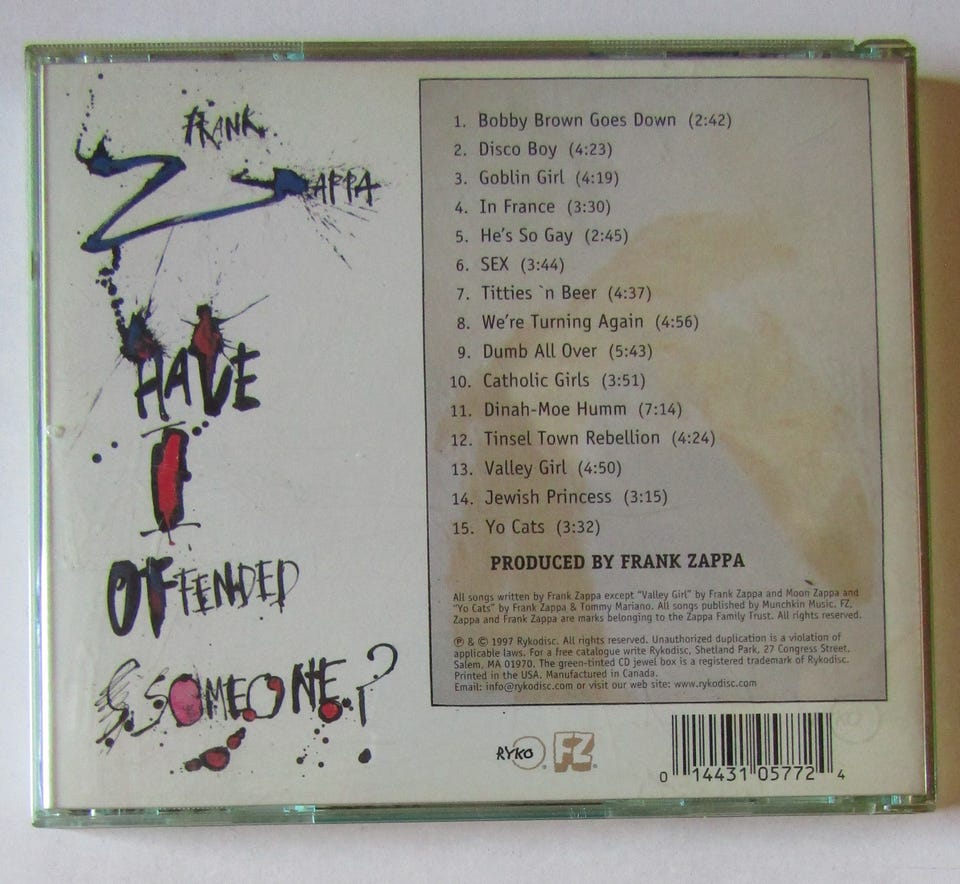 FRANK
ZAPPA
HAVE
I
OFFENDED
SOMEONE?
1. Bobby Brown Goes Down (2:42)
2. Disco Boy (4:23)
3. Goblin Girl (4:19)
4. In France (3:30)
5. He's So Gay (2:45)
6. SEX (3:44)
7. Titties `n Beer (4:37)
8. We're Turning Again (4:56)
9. Dumb All Over (5:43)
10. Catholic Girls (3:51)
11. Dinah-Moe Humm (7:14)
12. Tinsel Town Rebellion (4:24)
13. Valley Girl (4:50)
14. Jewish Princess (3:15)
15. Yo Cats (3:32)
PRODUCED BY FRANK ZAPPA
All songs written by Frank Zappa except "Valley Girl" by Frank Zappa and Moon Zappa and
"Yo Cats" by Frank Zappa & Tommy Mariano. All songs published by Munchkin Music. FZ,
Zappa and Frank Zappa are marks belonging to the Zappa Family Trust. All rights reserved.
℗ & © 1997 Rykodisc. All rights reserved. Unauthorized duplication is a violation of
applicable laws. For a free catalogue write Rykodisc, Shetland Park, 27 Congress Street,
Salem, MA 01970. The green-tinted CD jewel box is a registered trademark of Rykodisc.
Printed in the USA. Manufactured in Canada.
Email: info@rykodisc.com or visit our web site: www.rykodisc.com
RYKO ® FZ ®
0 14431 05772 4